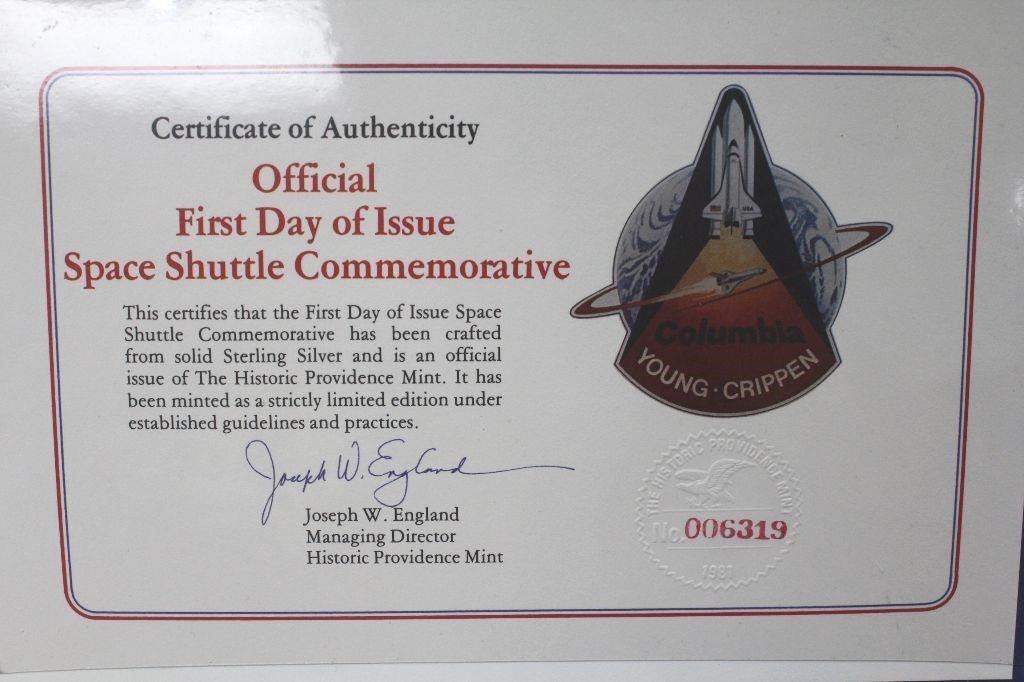 Certificate of Authenticity
Official
First Day of Issue
Space Shuttle Commemorative
This certifies that the First Day of Issue Space
Shuttle Commemorative has been crafted
from solid Sterling Silver and is an official
issue of The Historic Providence Mint. It has
been minted as a strictly limited edition under
established guidelines and practices.
Joseph W. England
Joseph W. England
Managing Director
Historic Providence Mint
USA
Columbia
YOUNG · CRIPPEN
THE HISTORIC PROVIDENCE MINT
No. 006319
1981